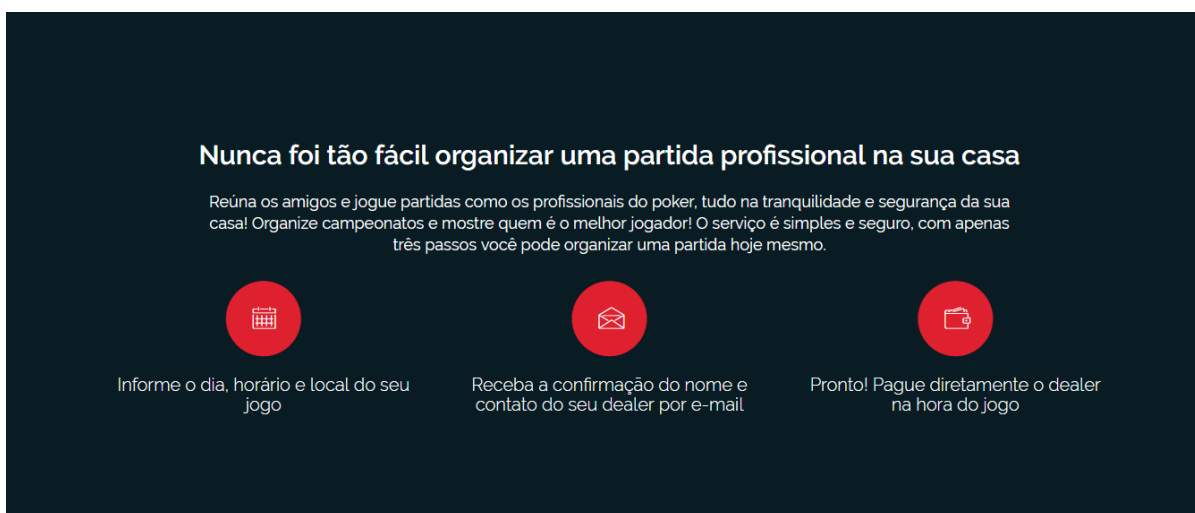 Nunca foi tão fácil organizar uma partida profissional na sua casa
Reúna os amigos e jogue partidas como os profissionais do poker, tudo na tranquilidade e segurança da sua
casa! Organize campeonatos e mostre quem é o melhor jogador! O serviço é simples e seguro, com apenas
três passos você pode organizar uma partida hoje mesmo.
Informe o dia, horário e local do seu
jogo
Receba a confirmação do nome e
contato do seu dealer por e-mail
Pronto! Pague diretamente o dealer
na hora do jogo